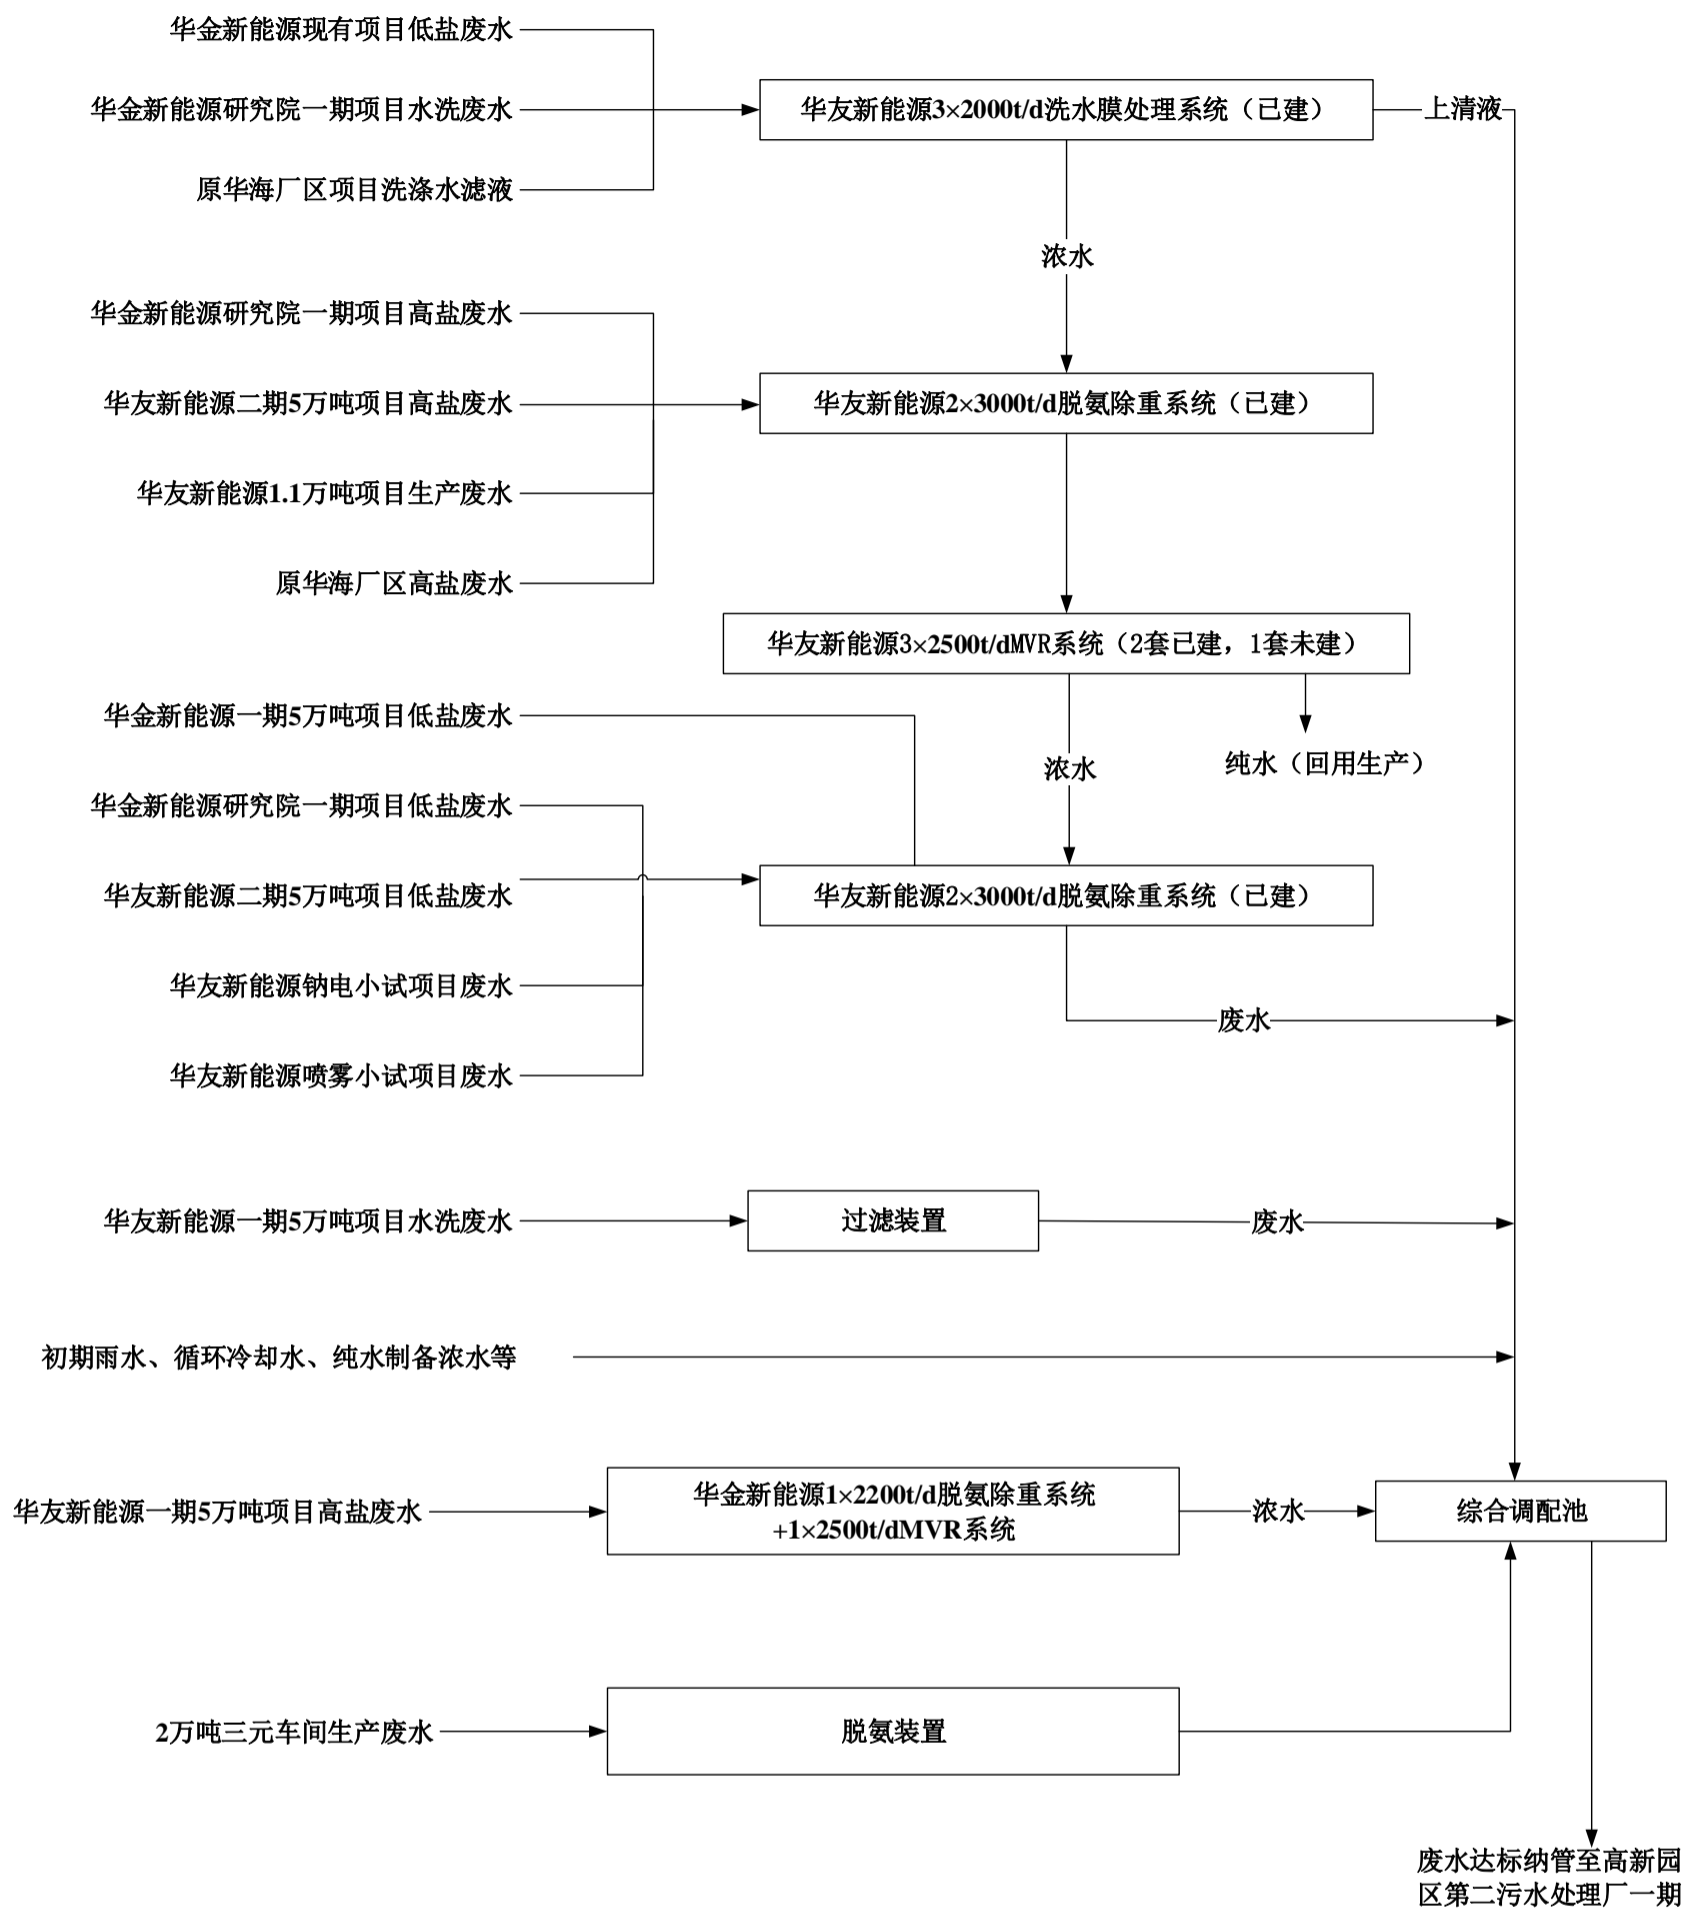 华金新能源现有项目低盐废水
华金新能源研究院一期项目水洗废水
华友新能源3×2000t/d洗水膜处理系统（已建）
上清液
原华海厂区项目洗涤水滤液
浓水
华金新能源研究院一期项目高盐废水
华友新能源二期5万吨项目高盐废水
华友新能源2×3000t/d脱氨除重系统（已建）
华友新能源1.1万吨项目生产废水
原华海厂区高盐废水
华友新能源3×2500t/dMVR系统（2套已建，1套未建）
华金新能源一期5万吨项目低盐废水
浓水
纯水（回用生产）
华金新能源研究院一期项目低盐废水
华友新能源二期5万吨项目低盐废水
华友新能源2×3000t/d脱氨除重系统（已建）
华友新能源钠电小试项目废水
废水
华友新能源喷雾小试项目废水
华友新能源一期5万吨项目水洗废水
过滤装置
废水
初期雨水、循环冷却水、纯水制备浓水等
华友新能源一期5万吨项目高盐废水
华金新能源1×2200t/d脱氨除重系统
+1×2500t/dMVR系统
浓水
综合调配池
2万吨三元车间生产废水
脱氨装置
废水达标纳管至高新园
区第二污水处理厂一期